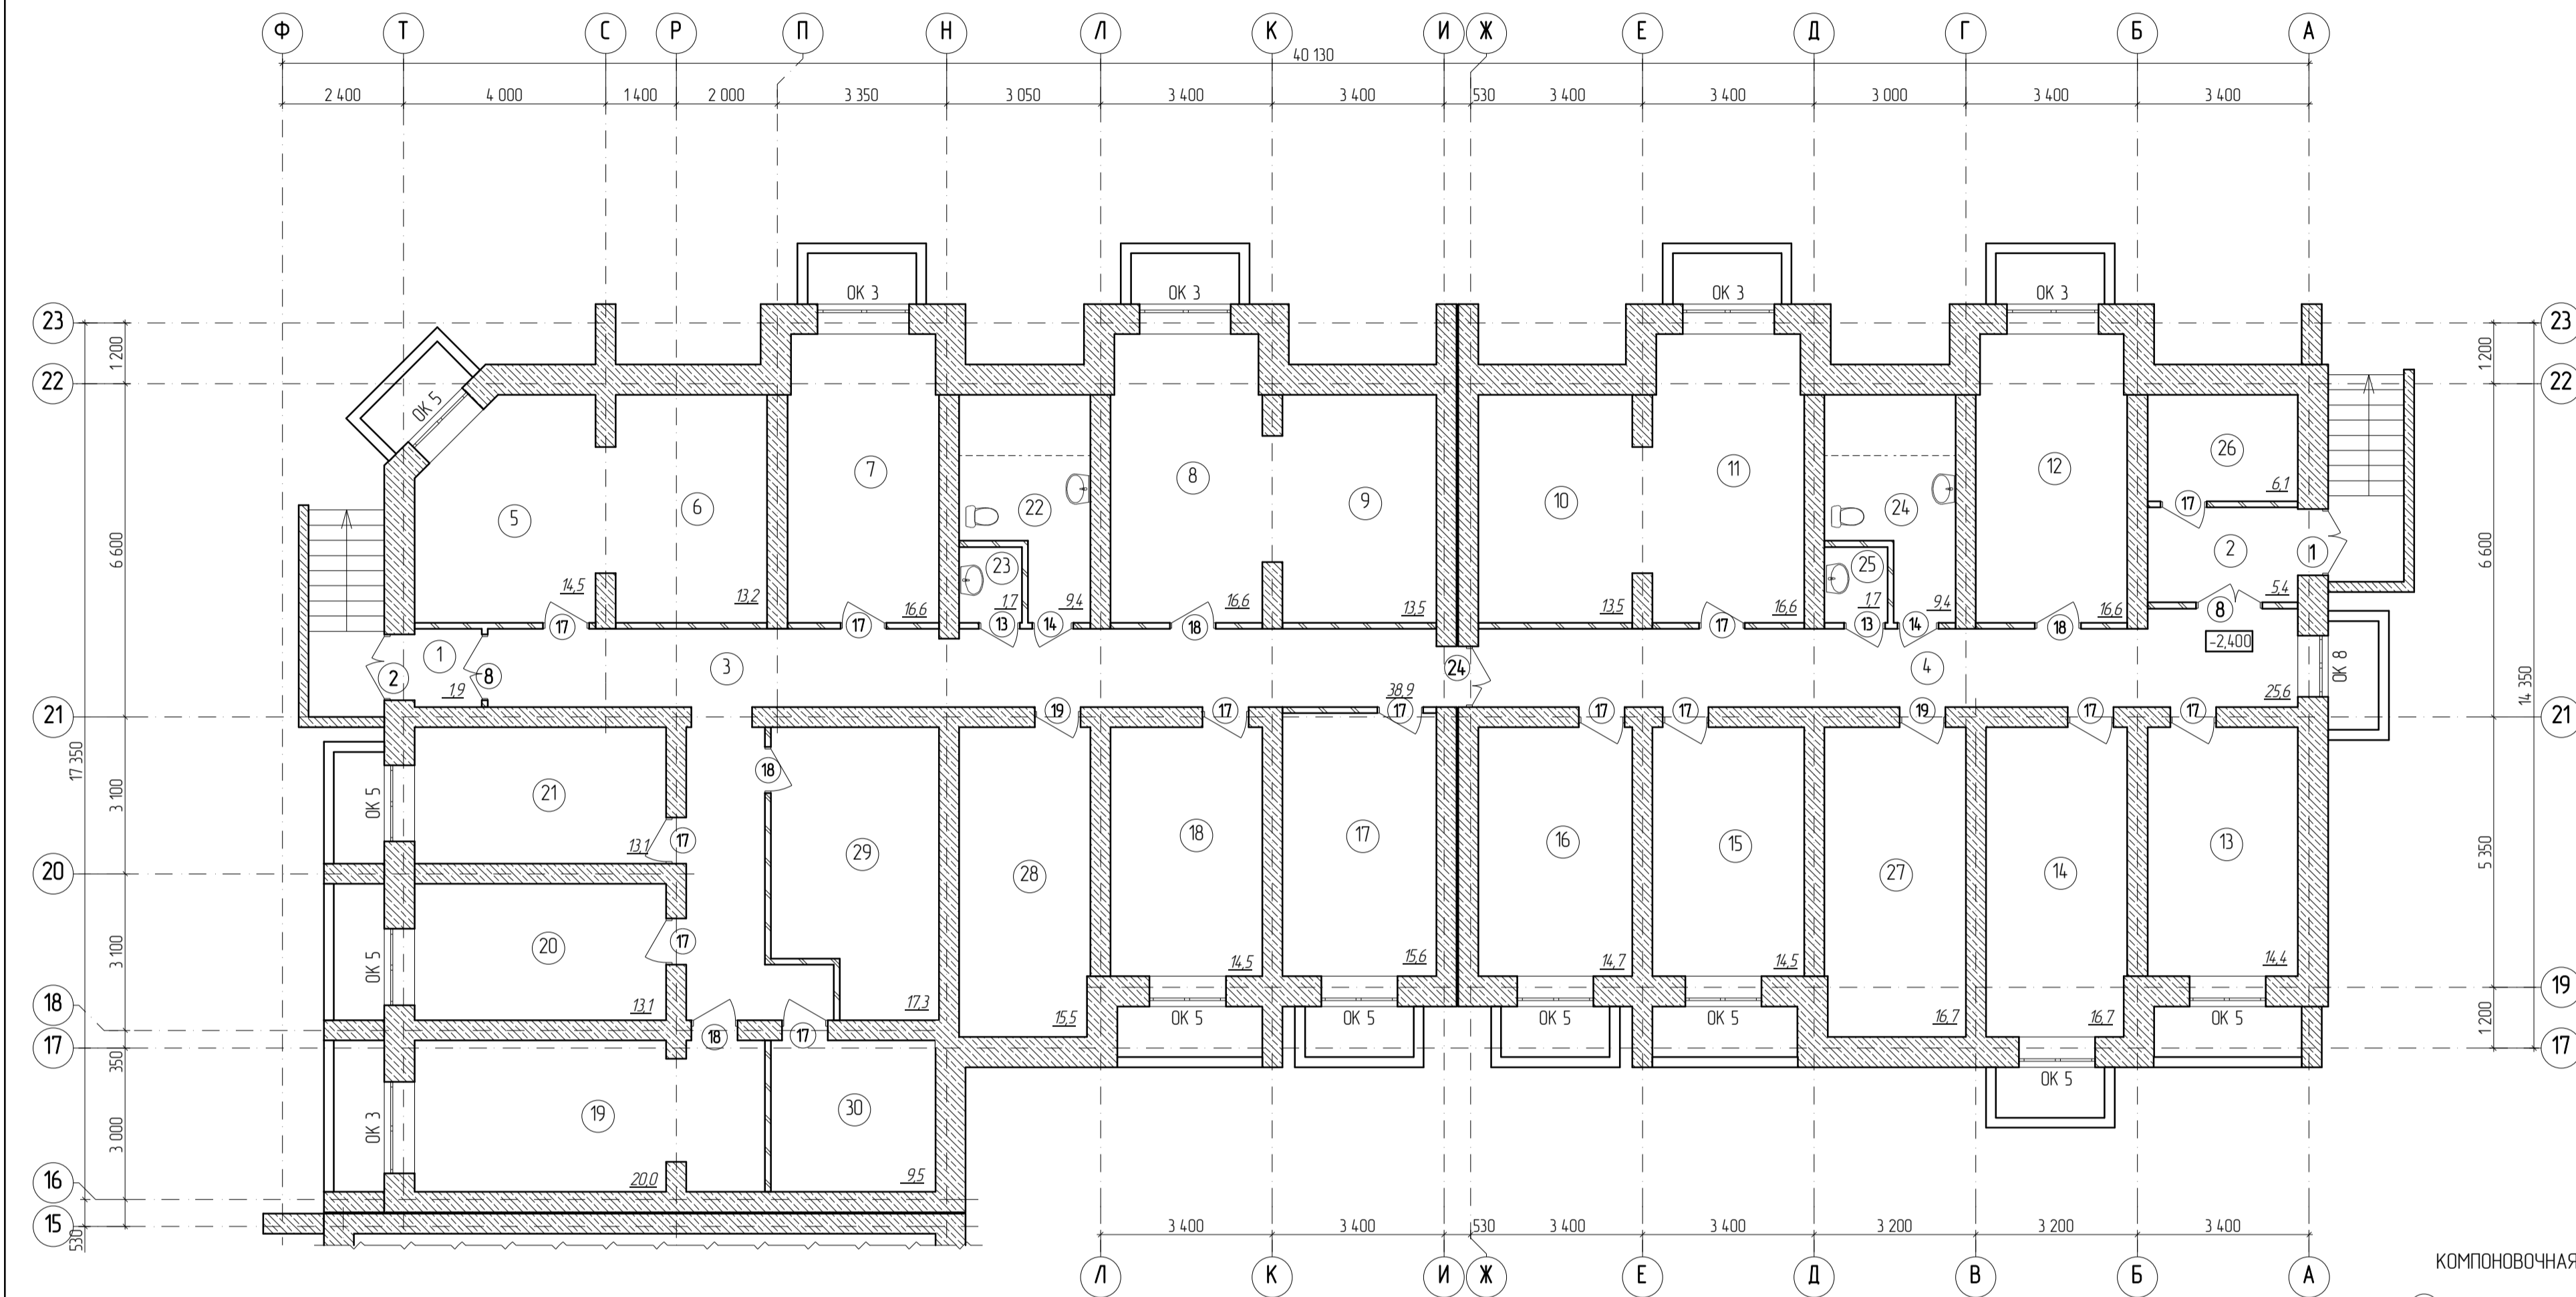 Ф Т С Р П Н Л К И Ж Е Д Г Б А
40 130
2 400 4 000 1 400 2 000 3 350 3 050 3 400 3 400 530 3 400 3 400 3 000 3 400 3 400
ОК 3 ОК 3 ОК 3 ОК 3
23 23
1 200 1 200
22 22
ОК 5
7 8 11 12 26
6,1
5 6 22 9 10 24 17
6 600 2 1 6 600
23 25
14,5 13,2 16,6 1,7 9,4 16,6 13,5 13,5 16,6 1,7 9,4 16,6 5,4
17 17 13 14 18 17 13 14 18 8
-2,400
1 3 24 4 ОК 8
2 8
1,9 38,9 25,6 14 350
21 19 17 17 17 17 19 17 17 21
17 350
18
3 100 21 ОК 5
13,1 17
18 17 16 15 13 5 350
20 29 28 27 14
3 100 20 ОК 5 17
14,5 15,6 14,7 14,5 14,4
18 13,1 17,3 15,5 16,7 16,7 19
ОК 5 ОК 5 ОК 5 ОК 5 ОК 5
1 200
17 18 17 17
350 ОК 5
3 000 ОК 3 19 30
20,0 9,5
16
15
530
3 400 3 400 530 3 400 3 400 3 200 3 200 3 400
Л К И Ж Е Д В Б А
КОМПОНОВОЧНАЯ